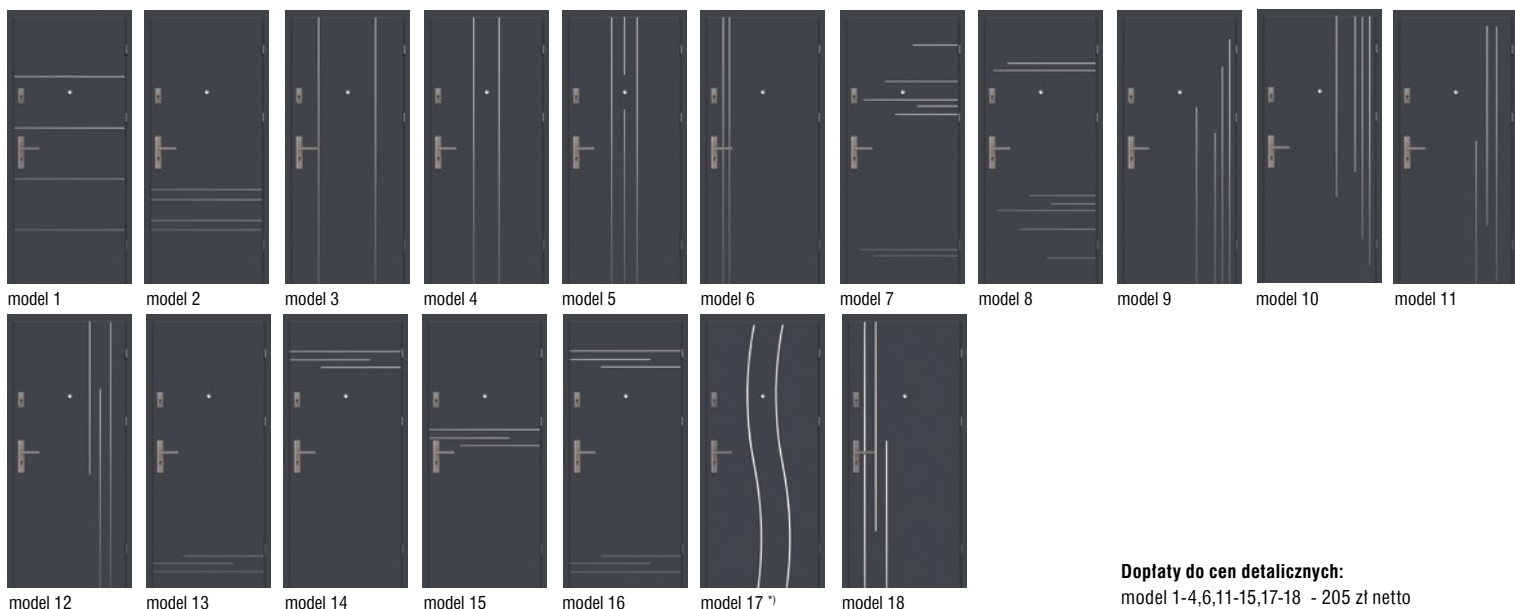 model 1 model 2 model 3 model 4 model 5 model 6 model 7 model 8 model 9 model 10 model 11
model 12 model 13 model 14 model 15 model 16 model 17 *) model 18
Dopłaty do cen detalicznych:
model 1-4,6,11-15,17-18 - 205 zł netto